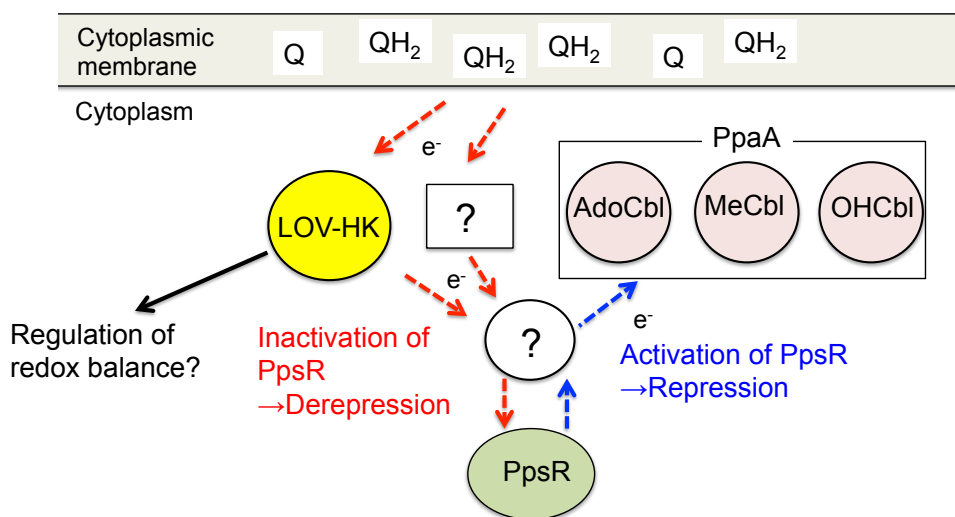 Cytoplasmic
membrane
Q
QH₂
QH₂
QH₂
Q
QH₂
Cytoplasm
e⁻
PpaA
LOV-HK
?
AdoCbl
MeCbl
OHCbl
e⁻
Regulation of
redox balance?
Inactivation of
PpsR
→Derepression
?
e⁻
Activation of PpsR
→Repression
PpsR